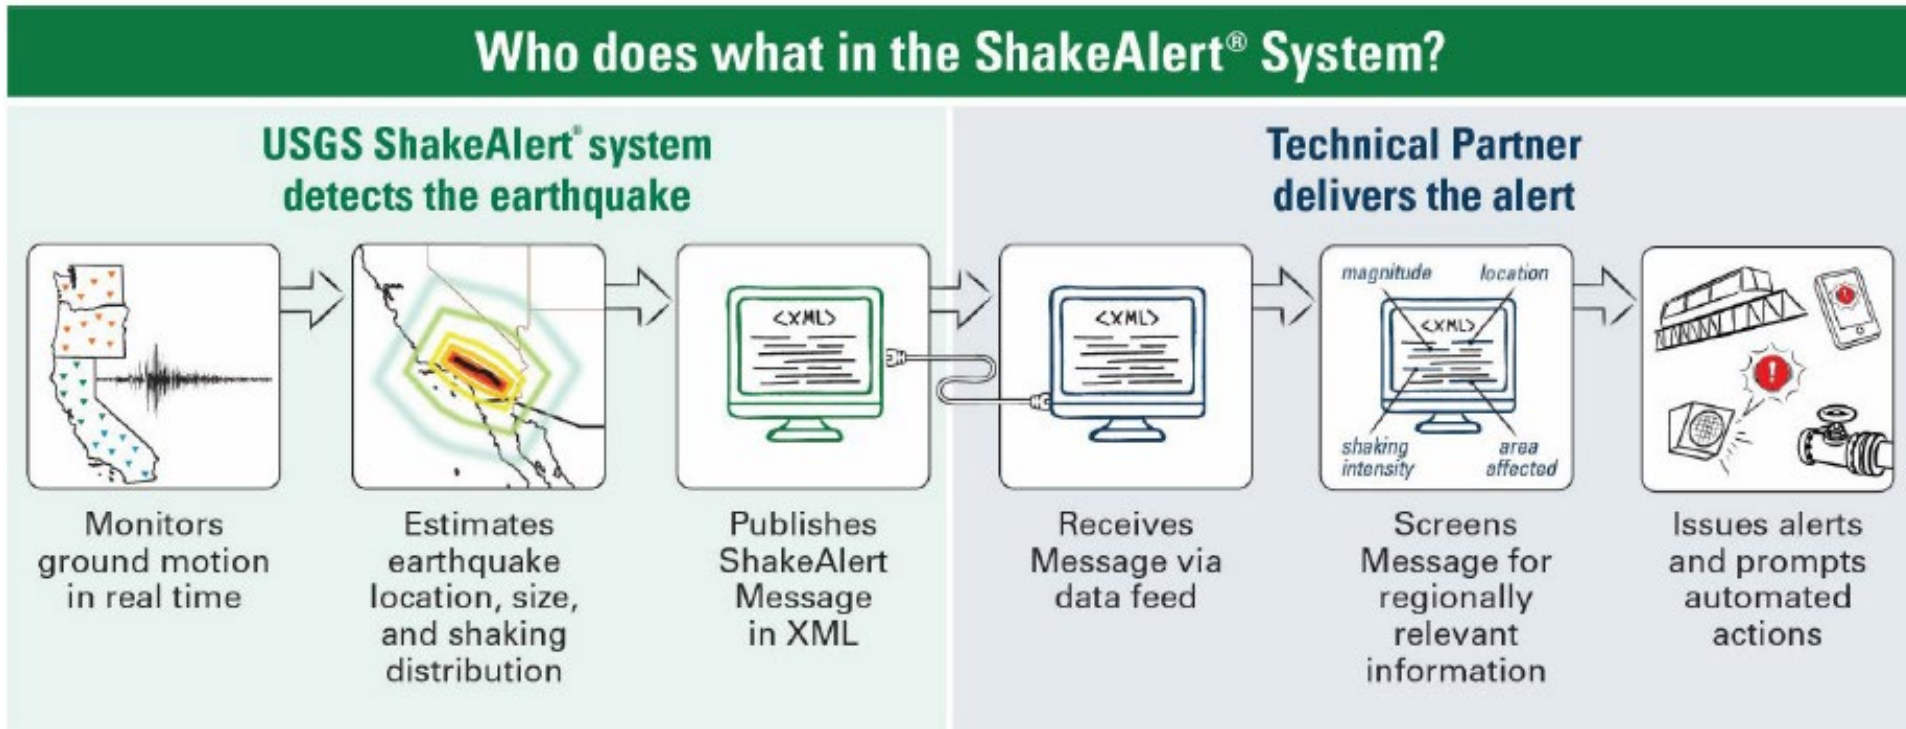 Who does what in the ShakeAlert® System?
USGS ShakeAlert® system
detects the earthquake
Technical Partner
delivers the alert
<XML>
<XML>
magnitude
location
<XML>
shaking
intensity
area
affected
!
!
Monitors
ground motion
in real time
Estimates
earthquake
location, size,
and shaking
distribution
Publishes
ShakeAlert
Message
in XML
Receives
Message via
data feed
Screens
Message for
regionally
relevant
information
Issues alerts
and prompts
automated
actions